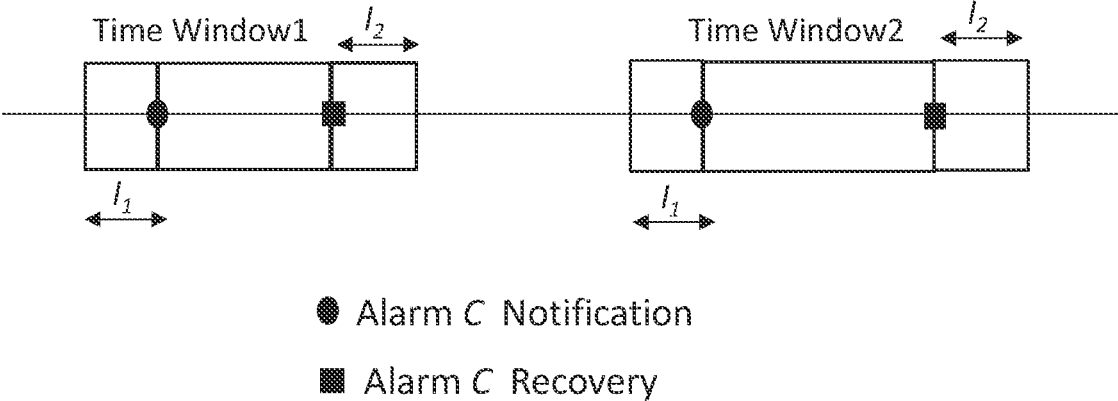 Time Window1
l2
Time Window2
l2
l1
l1
Alarm C Notification
Alarm C Recovery